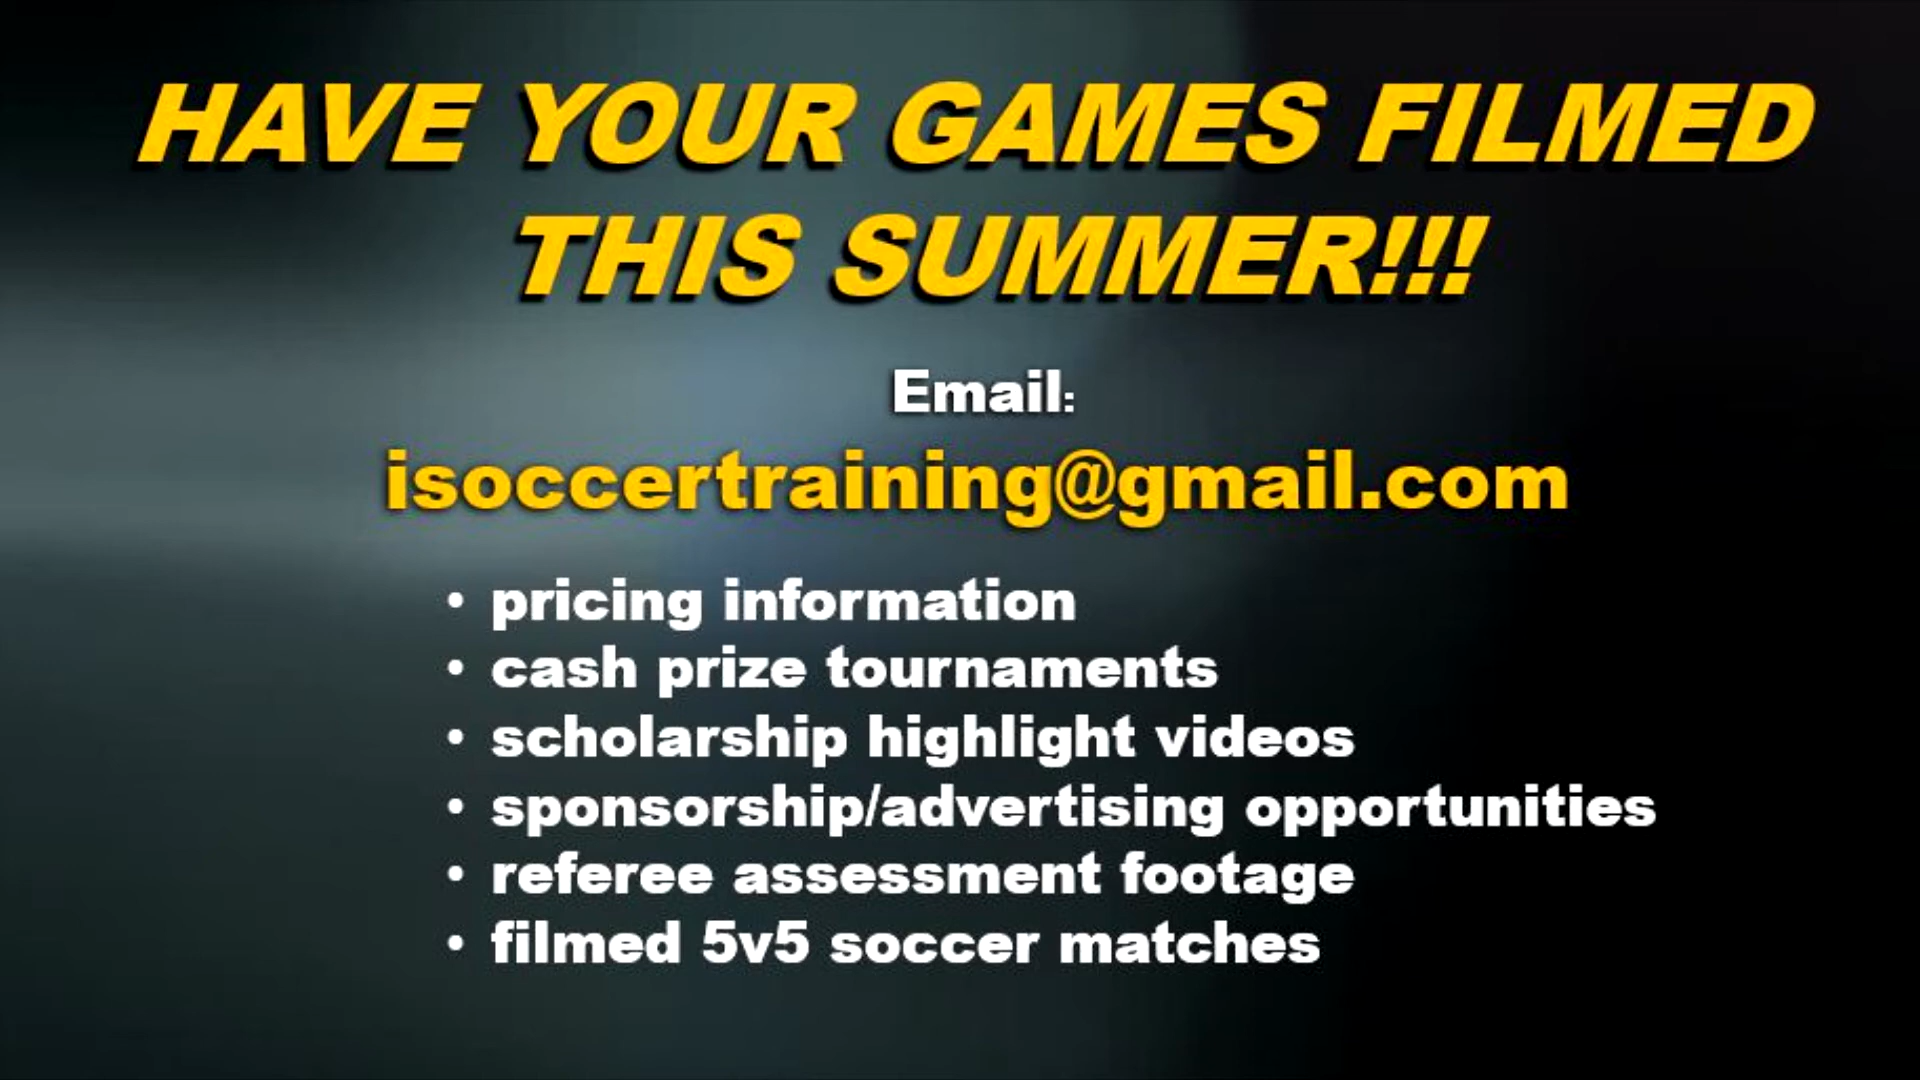 HAVE YOUR GAMES FILMED
THIS SUMMER!!!
Email:
isoccertraining@gmail.com
• pricing information
• cash prize tournaments
• scholarship highlight videos
• sponsorship/advertising opportunities
• referee assessment footage
• filmed 5v5 soccer matches